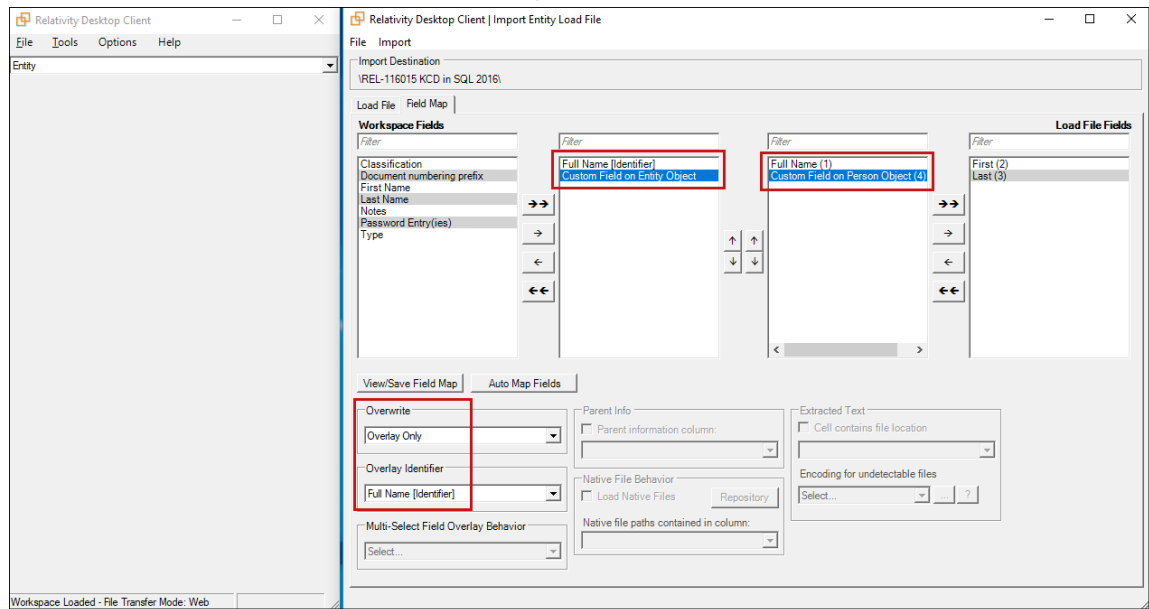 Relativity Desktop Client
File Tools Options Help
Entity
Workspace Loaded - File Transfer Mode: Web
Relativity Desktop Client | Import Entity Load File
File Import
Import Destination
\REL-116015 KCD in SQL 2016\
Load File Field Map
Workspace Fields
Load File Fields
Filter Filter Filter Filter
Classification
Document numbering prefix
First Name
Last Name
Notes
Password Entry(ies)
Type
Full Name [Identifier]
Custom Field on Entity Object
Full Name (1)
Custom Field on Person Object (4)
First (2)
Last (3)
View/Save Field Map Auto Map Fields
Overwrite
Overlay Only
Overlay Identifier
Full Name [Identifier]
Multi-Select Field Overlay Behavior
Select...
Parent Info
Parent information column:
Native File Behavior
Load Native Files Repository
Native file paths contained in column:
Extracted Text
Cell contains file location
Encoding for undetectable files
Select... ... ?